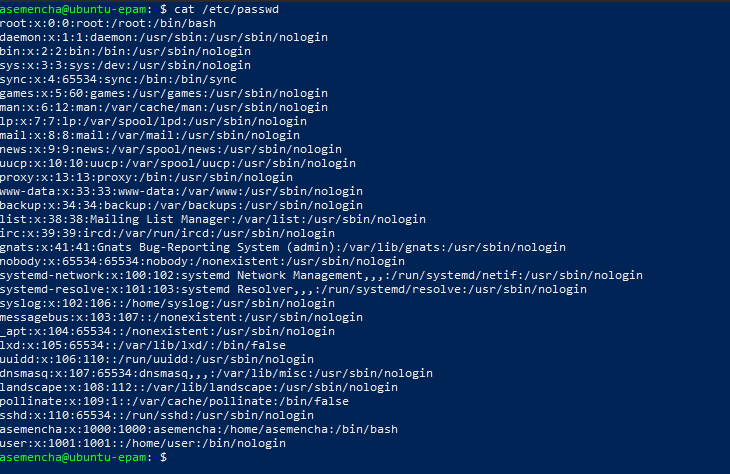 asemencha@ubuntu-epam: $ cat /etc/passwd
root:x:0:0:root:/root:/bin/bash
daemon:x:1:1:daemon:/usr/sbin:/usr/sbin/nologin
bin:x:2:2:bin:/bin:/usr/sbin/nologin
sys:x:3:3:sys:/dev:/usr/sbin/nologin
sync:x:4:65534:sync:/bin:/bin/sync
games:x:5:60:games:/usr/games:/usr/sbin/nologin
man:x:6:12:man:/var/cache/man:/usr/sbin/nologin
lp:x:7:7:lp:/var/spool/lpd:/usr/sbin/nologin
mail:x:8:8:mail:/var/mail:/usr/sbin/nologin
news:x:9:9:news:/var/spool/news:/usr/sbin/nologin
uucp:x:10:10:uucp:/var/spool/uucp:/usr/sbin/nologin
proxy:x:13:13:proxy:/bin:/usr/sbin/nologin
www-data:x:33:33:www-data:/var/www:/usr/sbin/nologin
backup:x:34:34:backup:/var/backups:/usr/sbin/nologin
list:x:38:38:Mailing List Manager:/var/list:/usr/sbin/nologin
irc:x:39:39:ircd:/var/run/ircd:/usr/sbin/nologin
gnats:x:41:41:Gnats Bug-Reporting System (admin):/var/lib/gnats:/usr/sbin/nologin
nobody:x:65534:65534:nobody:/nonexistent:/usr/sbin/nologin
systemd-network:x:100:102:systemd Network Management,,,:/run/systemd/netif:/usr/sbin/nologin
systemd-resolve:x:101:103:systemd Resolver,,,:/run/systemd/resolve:/usr/sbin/nologin
syslog:x:102:106::/home/syslog:/usr/sbin/nologin
messagebus:x:103:107::/nonexistent:/usr/sbin/nologin
_apt:x:104:65534::/nonexistent:/usr/sbin/nologin
lxd:x:105:65534::/var/lib/lxd/:/bin/false
uuidd:x:106:110::/run/uuidd:/usr/sbin/nologin
dnsmasq:x:107:65534:dnsmasq,,,:/var/lib/misc:/usr/sbin/nologin
landscape:x:108:112::/var/lib/landscape:/usr/sbin/nologin
pollinate:x:109:1::/var/cache/pollinate:/bin/false
sshd:x:110:65534::/run/sshd:/usr/sbin/nologin
asemencha:x:1000:1000:asemencha:/home/asemencha:/bin/bash
user:x:1001:1001::/home/user:/bin/nologin
asemencha@ubuntu-epam: $